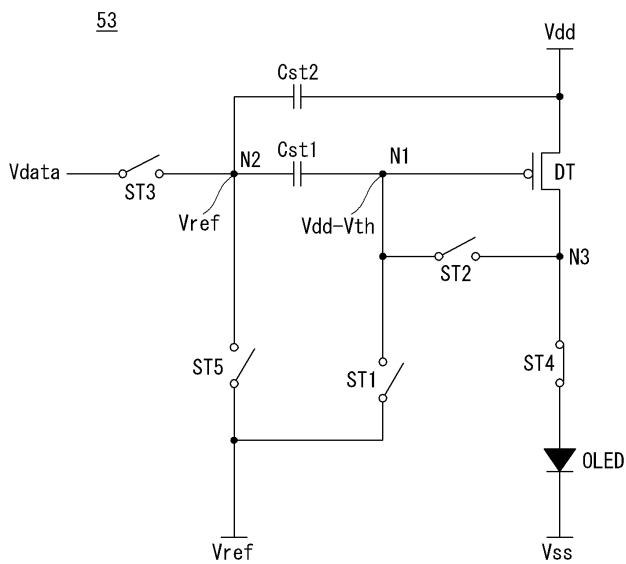 53
Vdd
Cst2
Vdata
ST3
N2
Cst1
N1
DT
Vref
Vdd-Vth
ST2
N3
ST5
ST1
ST4
OLED
Vref
Vss